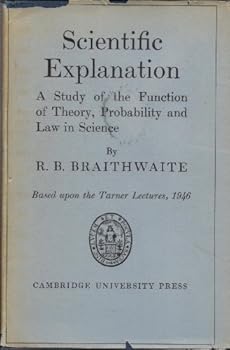 Scientific
Explanation
A Study of the Function
of Theory, Probability and
Law in Science
By
R. B. BRAITHWAITE
Based upon the Tarner Lectures, 1946
CAMBRIDGE UNIVERSITY PRESS